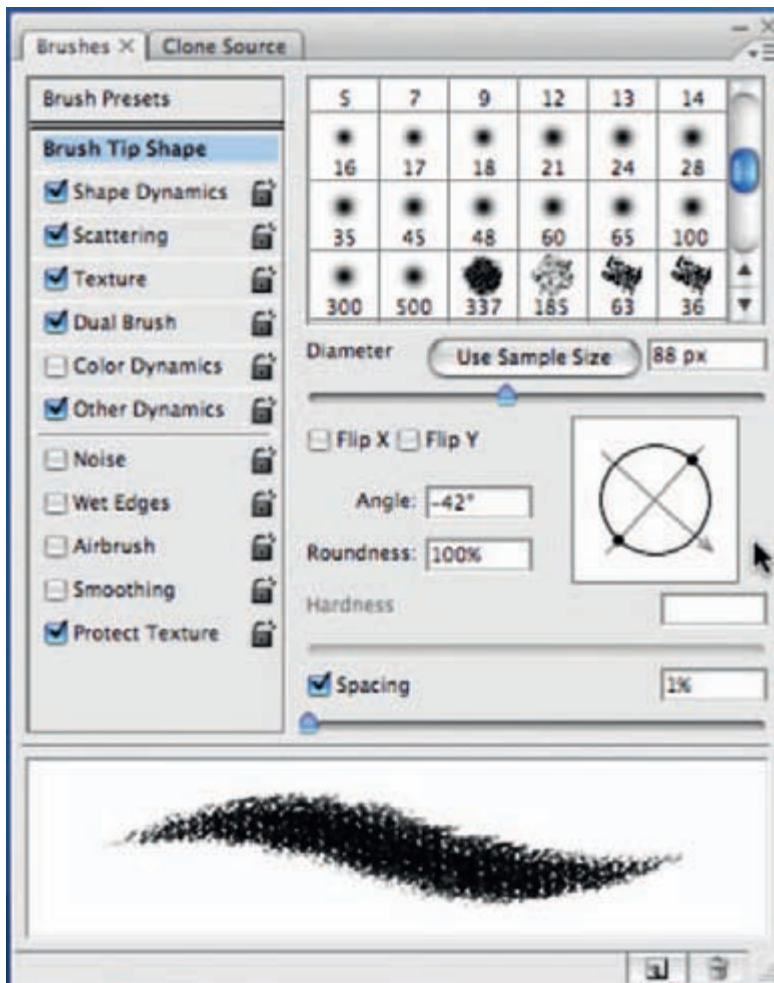 Brushes × Clone Source
Brush Presets
Brush Tip Shape
Shape Dynamics
Scattering
Texture
Dual Brush
Color Dynamics
Other Dynamics
Noise
Wet Edges
Airbrush
Smoothing
Protect Texture
5 7 9 12 13 14
16 17 18 21 24 28
35 45 48 60 65 100
300 500 337 185 63 36
Diameter Use Sample Size 88 px
Flip X Flip Y
Angle: -42°
Roundness: 100%
Hardness
Spacing 1%